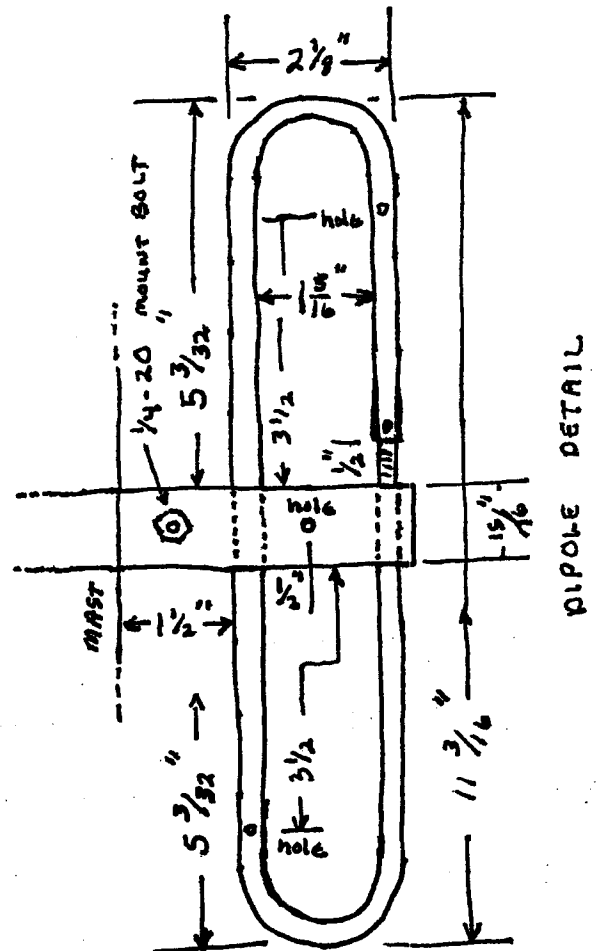 2 1/8"
1/4-20 MOUNT BOLT
5 3/32"
hole
1 5/16"
3 1/2
1/2"
hole
1/2"
15/16"
MAST
1 1/2"
5 3/32"
3 1/2
hole
11 3/16"
DIPOLE DETAIL